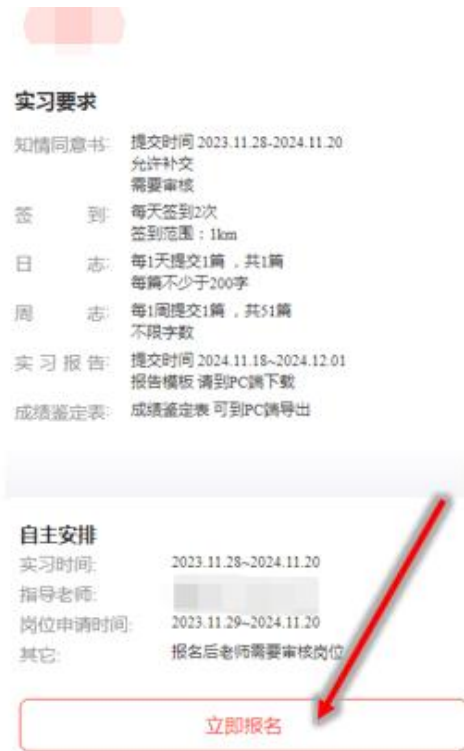 实习要求
知情同意书: 提交时间 2023.11.28-2024.11.20
允许补交
需要审核
签 到: 每天签到2次
签到范围：1km
日 志: 每1天提交1篇 ，共1篇
每篇不少于200字
周 志: 每1周提交1篇 ，共51篇
不限字数
实 习 报 告: 提交时间 2024.11.18~2024.12.01
报告模板 请到PC端下载
成绩鉴定表: 成绩鉴定表 可到PC端导出
自主安排
实习时间: 2023.11.28~2024.11.20
指导老师:
岗位申请时间: 2023.11.29~2024.11.20
其它: 报名后老师需要审核岗位
立即报名